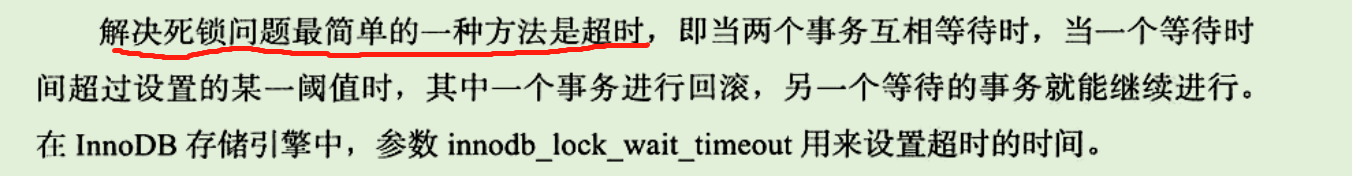 解决死锁问题最简单的一种方法是超时，即当两个事务互相等待时，当一个等待时
间超过设置的某一阈值时，其中一个事务进行回滚，另一个等待的事务就能继续进行。
在 InnoDB 存储引擎中，参数 innodb_lock_wait_timeout 用来设置超时的时间。